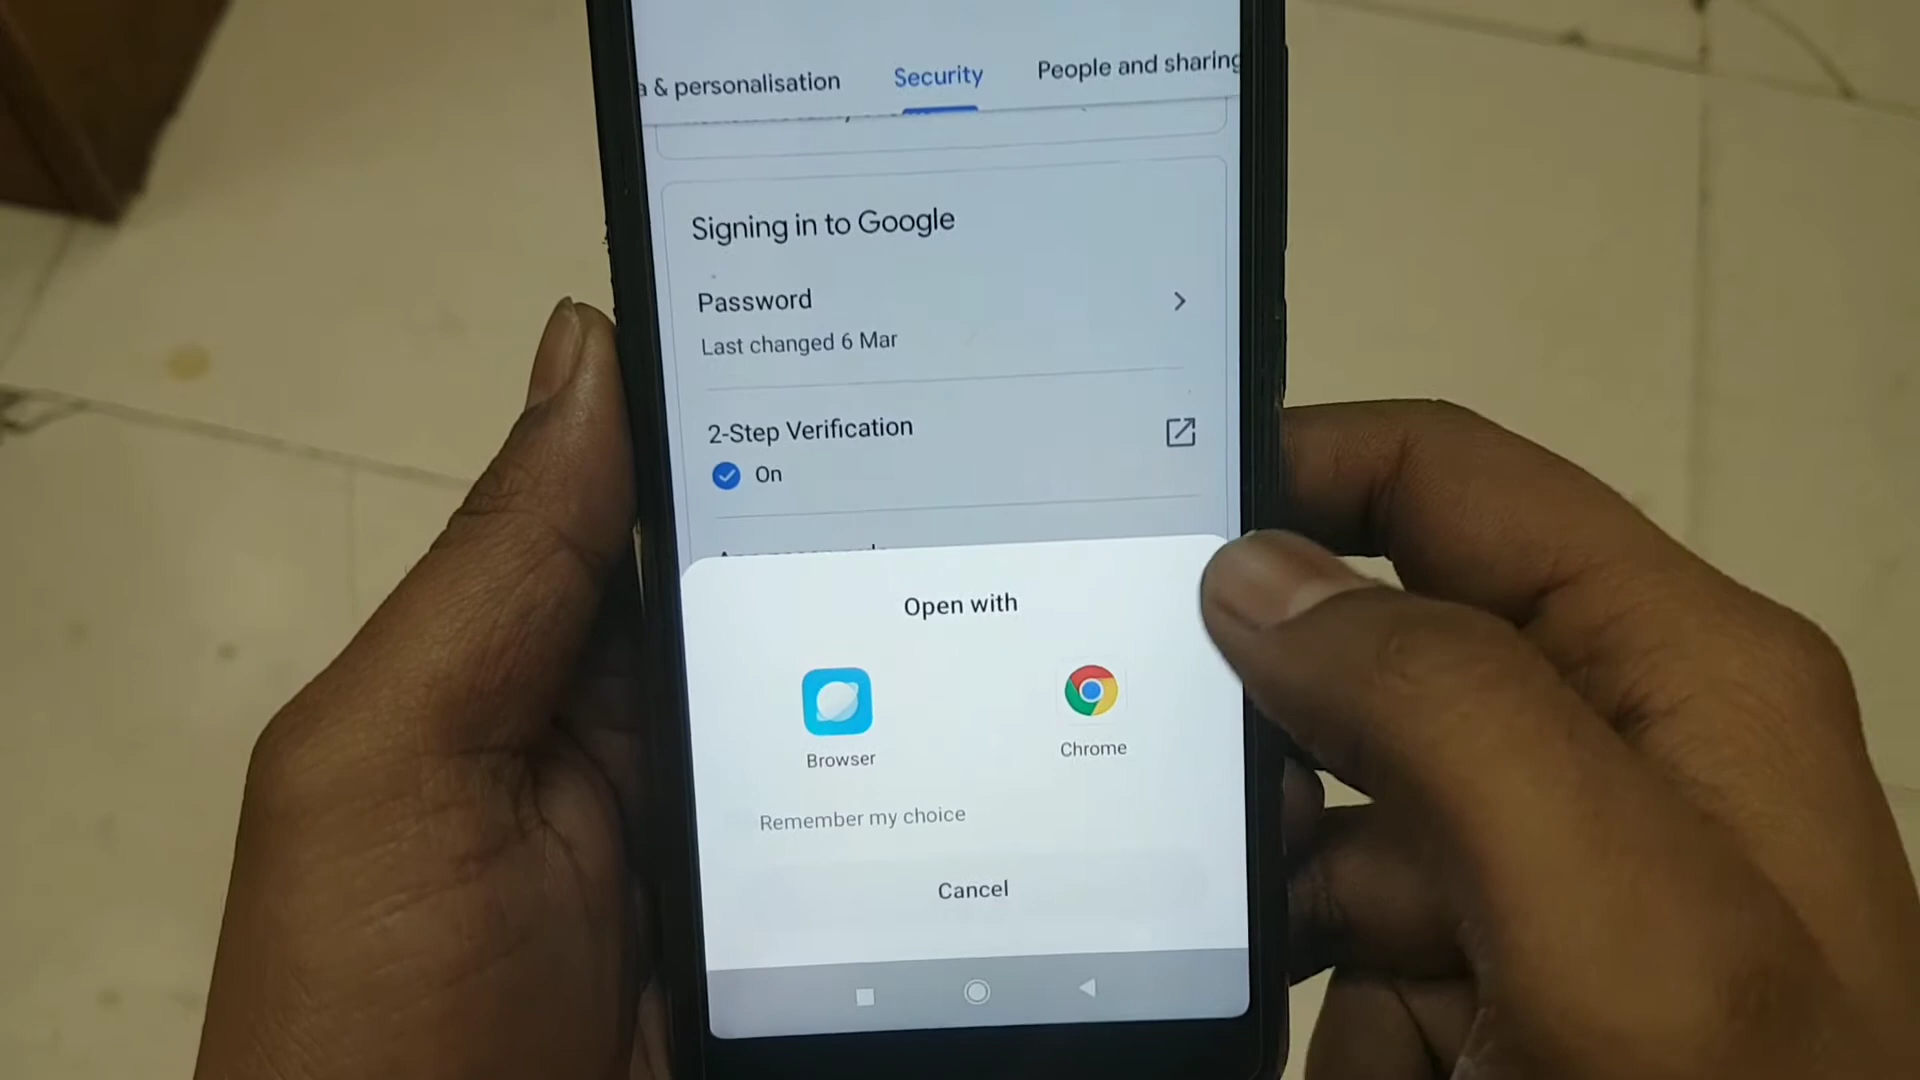 a & personalisation Security People and sharing
Signing in to Google
Password
Last changed 6 Mar
2-Step Verification
On
Open with
Browser Chrome
Remember my choice
Cancel